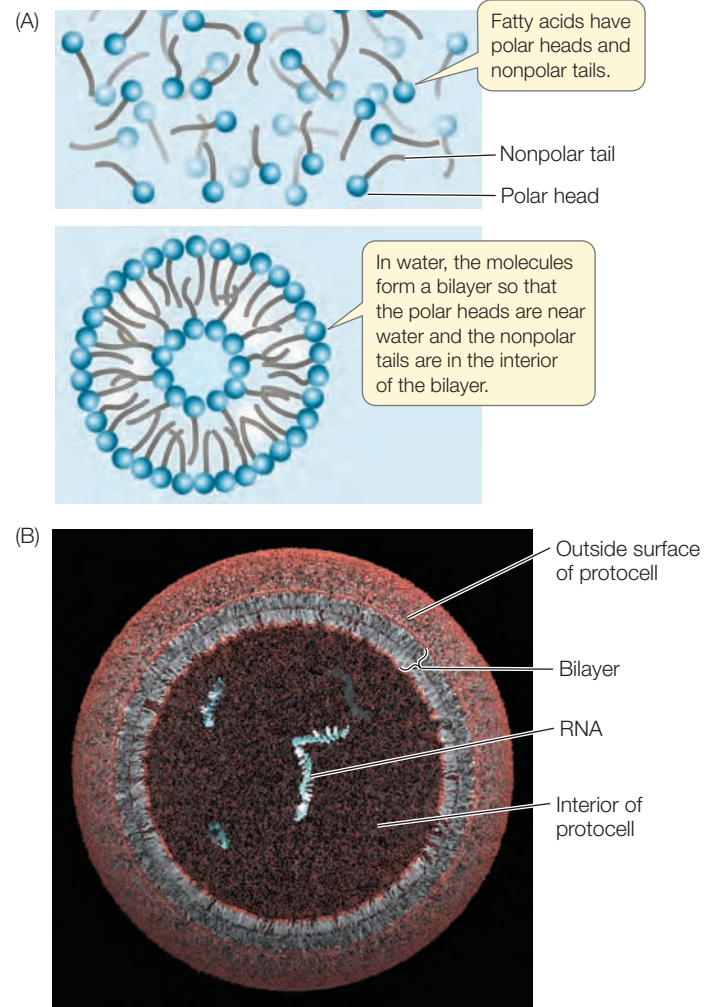 (A)
Fatty acids have
polar heads and
nonpolar tails.
Nonpolar tail
Polar head
In water, the molecules
form a bilayer so that
the polar heads are near
water and the nonpolar
tails are in the interior
of the bilayer.
(B)
Outside surface
of protocell
Bilayer
RNA
Interior of
protocell